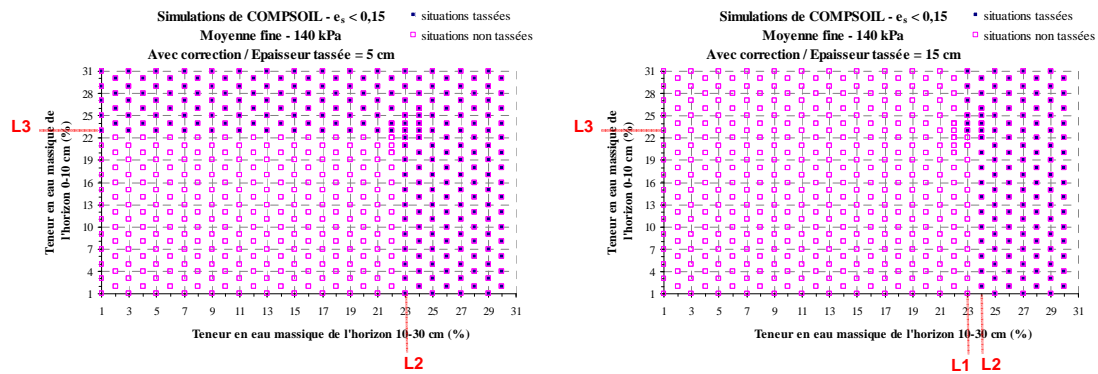 Simulations de COMPSOIL - es < 0,15
Moyenne fine - 140 kPa
Avec correction / Epaisseur tassée = 5 cm
situations tassées
situations non tassées
Teneur en eau massique de
l'horizon 0-10 cm (%)
31
28
25
22
19
16
13
10
7
4
1
L3
1 3 5 7 9 11 13 15 17 19 21 23 25 27 29 31
Teneur en eau massique de l'horizon 10-30 cm (%)
L2
Simulations de COMPSOIL - es < 0,15
Moyenne fine - 140 kPa
Avec correction / Epaisseur tassée = 15 cm
situations tassées
situations non tassées
Teneur en eau massique de
l'horizon 0-10 cm (%)
31
28
25
22
19
16
13
10
7
4
1
L3
1 3 5 7 9 11 13 15 17 19 21 23 25 27 29 31
Teneur en eau massique de l'horizon 10-30 cm (%)
L1 L2